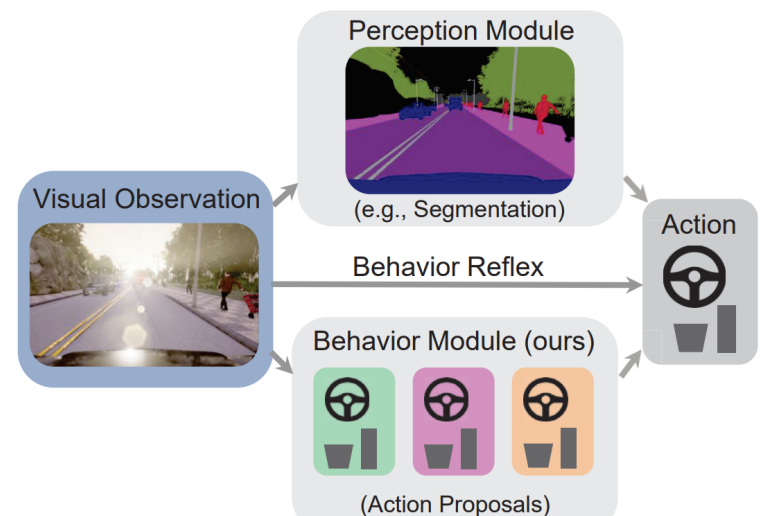 Perception Module
(e.g., Segmentation)
Visual Observation
Behavior Reflex
Action
Behavior Module (ours)
(Action Proposals)